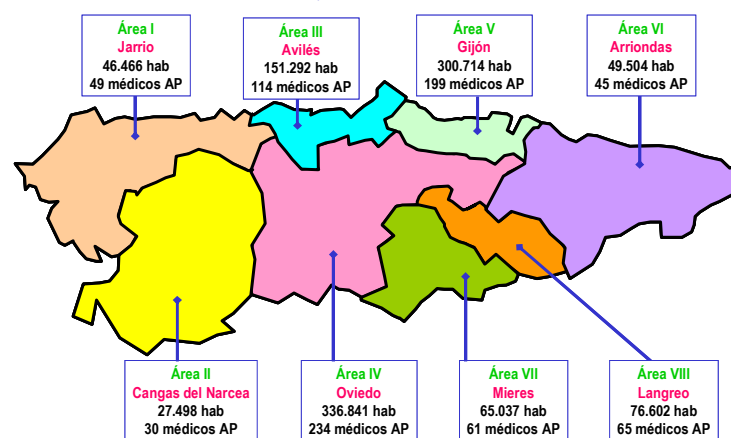 Área I
Jarrio
46.466 hab
49 médicos AP
Área III
Avilés
151.292 hab
114 médicos AP
Área V
Gijón
300.714 hab
199 médicos AP
Área VI
Arriondas
49.504 hab
45 médicos AP
Área II
Cangas del Narcea
27.498 hab
30 médicos AP
Área IV
Oviedo
336.841 hab
234 médicos AP
Área VII
Mieres
65.037 hab
61 médicos AP
Área VIII
Langreo
76.602 hab
65 médicos AP